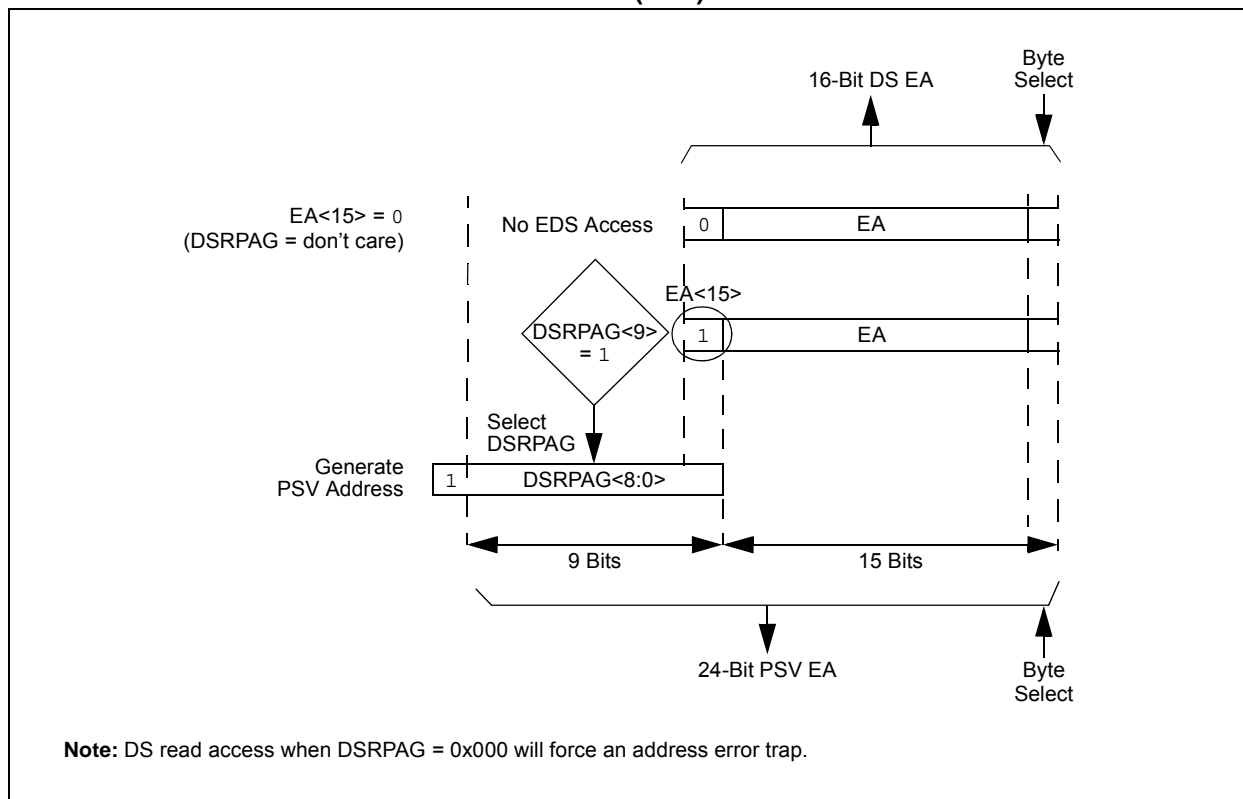 16-Bit DS EA
Byte
Select
EA<15> = 0
(DSRPAG = don't care)
No EDS Access
0
EA
EA<15>
DSRPAG<9>
= 1
1
EA
Select
DSRPAG
Generate
PSV Address
1
DSRPAG<8:0>
9 Bits
15 Bits
24-Bit PSV EA
Byte
Select
Note: DS read access when DSRPAG = 0x000 will force an address error trap.